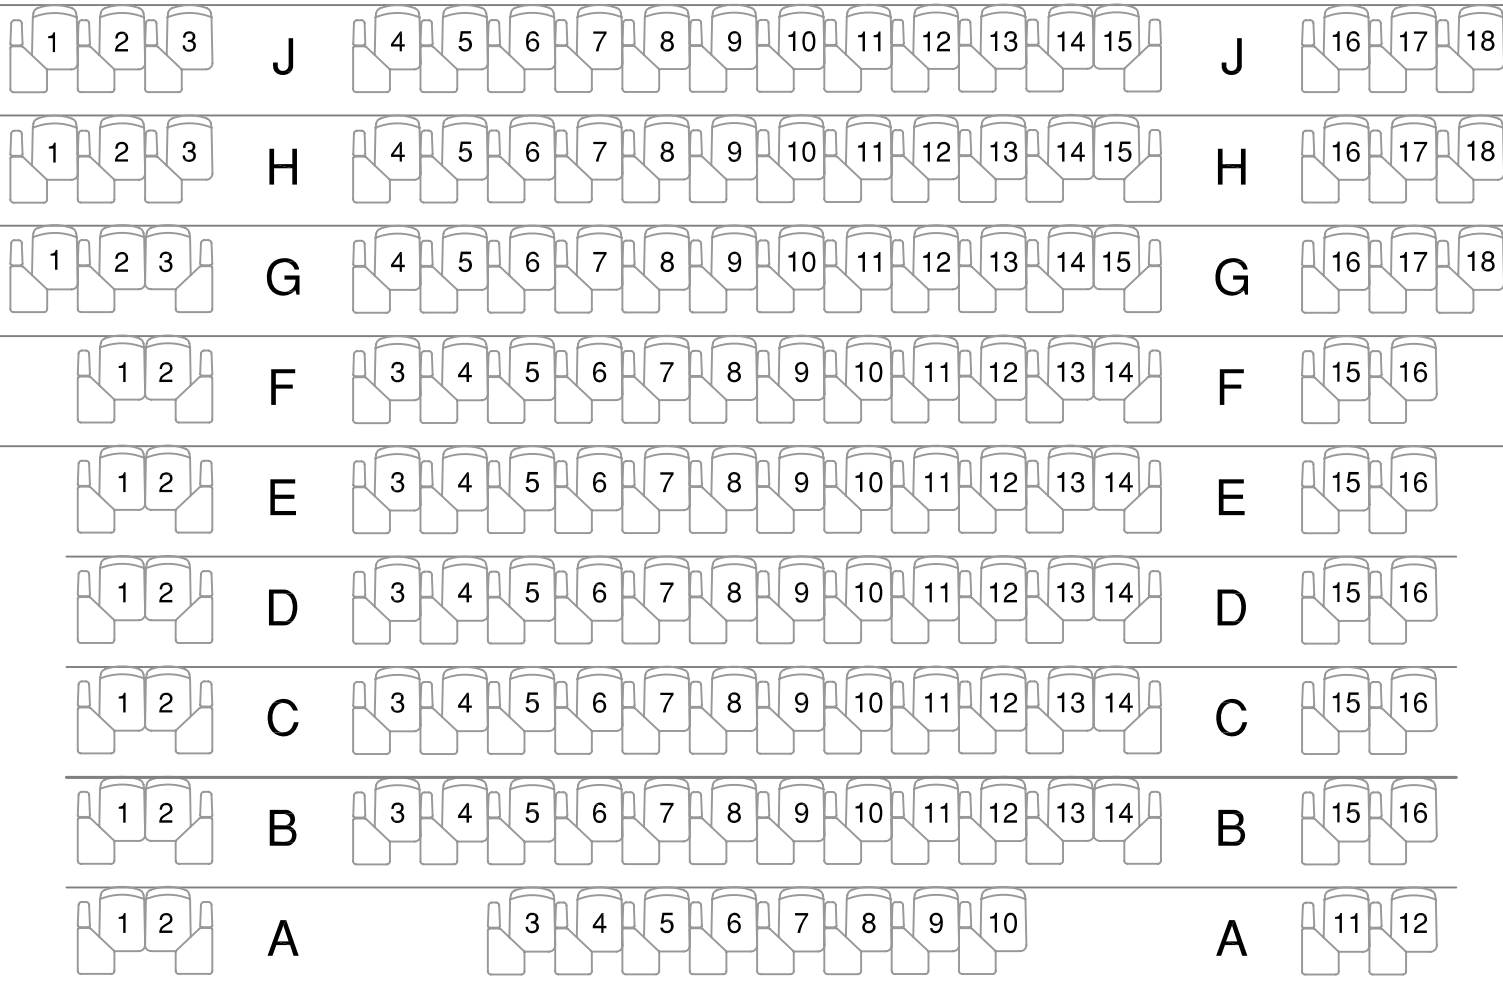 1 2 3 J 4 5 6 7 8 9 10 11 12 13 14 15 J 16 17 18
1 2 3 H 4 5 6 7 8 9 10 11 12 13 14 15 H 16 17 18
1 2 3 G 4 5 6 7 8 9 10 11 12 13 14 15 G 16 17 18
1 2 F 3 4 5 6 7 8 9 10 11 12 13 14 F 15 16
1 2 E 3 4 5 6 7 8 9 10 11 12 13 14 E 15 16
1 2 D 3 4 5 6 7 8 9 10 11 12 13 14 D 15 16
1 2 C 3 4 5 6 7 8 9 10 11 12 13 14 C 15 16
1 2 B 3 4 5 6 7 8 9 10 11 12 13 14 B 15 16
1 2 A 3 4 5 6 7 8 9 10 A 11 12